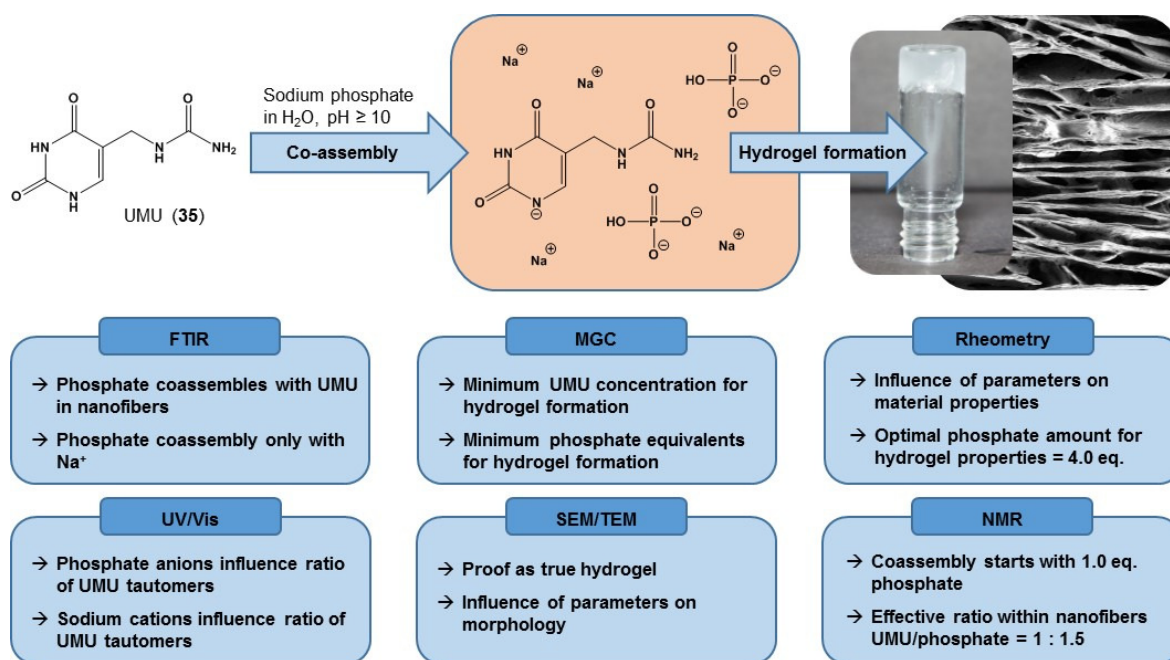 Sodium phosphate
in H₂O, pH ≥ 10
Co-assembly
O
O
HN
N
H
NH₂
O
N
H
UMU (35)
Na⊕
Na⊕
O
HO P O⊖
O⊖
O
O
HN
N
H
NH₂
O
N
⊖
O
HO P O⊖
O⊖
Na⊕
Na⊕
Hydrogel formation
FTIR
→ Phosphate coassembles with UMU
in nanofibers
→ Phosphate coassembly only with
Na⁺
MGC
→ Minimum UMU concentration for
hydrogel formation
→ Minimum phosphate equivalents
for hydrogel formation
Rheometry
→ Influence of parameters on
material properties
→ Optimal phosphate amount for
hydrogel properties = 4.0 eq.
UV/Vis
→ Phosphate anions influence ratio
of UMU tautomers
→ Sodium cations influence ratio of
UMU tautomers
SEM/TEM
→ Proof as true hydrogel
→ Influence of parameters on
morphology
NMR
→ Coassembly starts with 1.0 eq.
phosphate
→ Effective ratio within nanofibers
UMU/phosphate = 1 : 1.5